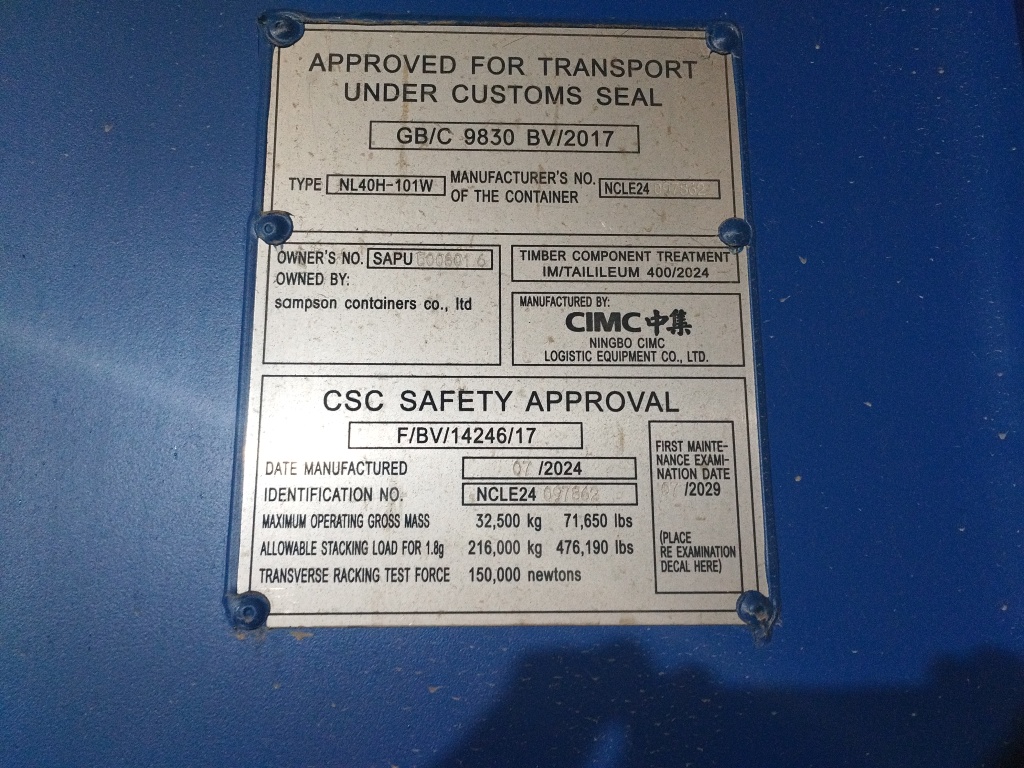 APPROVED FOR TRANSPORT
UNDER CUSTOMS SEAL
GB/C 9830 BV/2017
TYPE NL40H-101W MANUFACTURER'S NO.
OF THE CONTAINER NCLE24
OWNER'S NO. SAPU
OWNED BY:
sampson containers co., ltd
TIMBER COMPONENT TREATMENT
IM/TAILILEUM 400/2024
MANUFACTURED BY:
CIMC 中集
NINGBO CIMC
LOGISTIC EQUIPMENT CO., LTD.
CSC SAFETY APPROVAL
F/BV/14246/17
DATE MANUFACTURED 07/2024
IDENTIFICATION NO. NCLE24 097862
MAXIMUM OPERATING GROSS MASS 32,500 kg 71,650 lbs
ALLOWABLE STACKING LOAD FOR 1.8g 216,000 kg 476,190 lbs
TRANSVERSE RACKING TEST FORCE 150,000 newtons
FIRST MAINTE-
NANCE EXAMI-
NATION DATE
/2029
(PLACE
RE EXAMINATION
DECAL HERE)